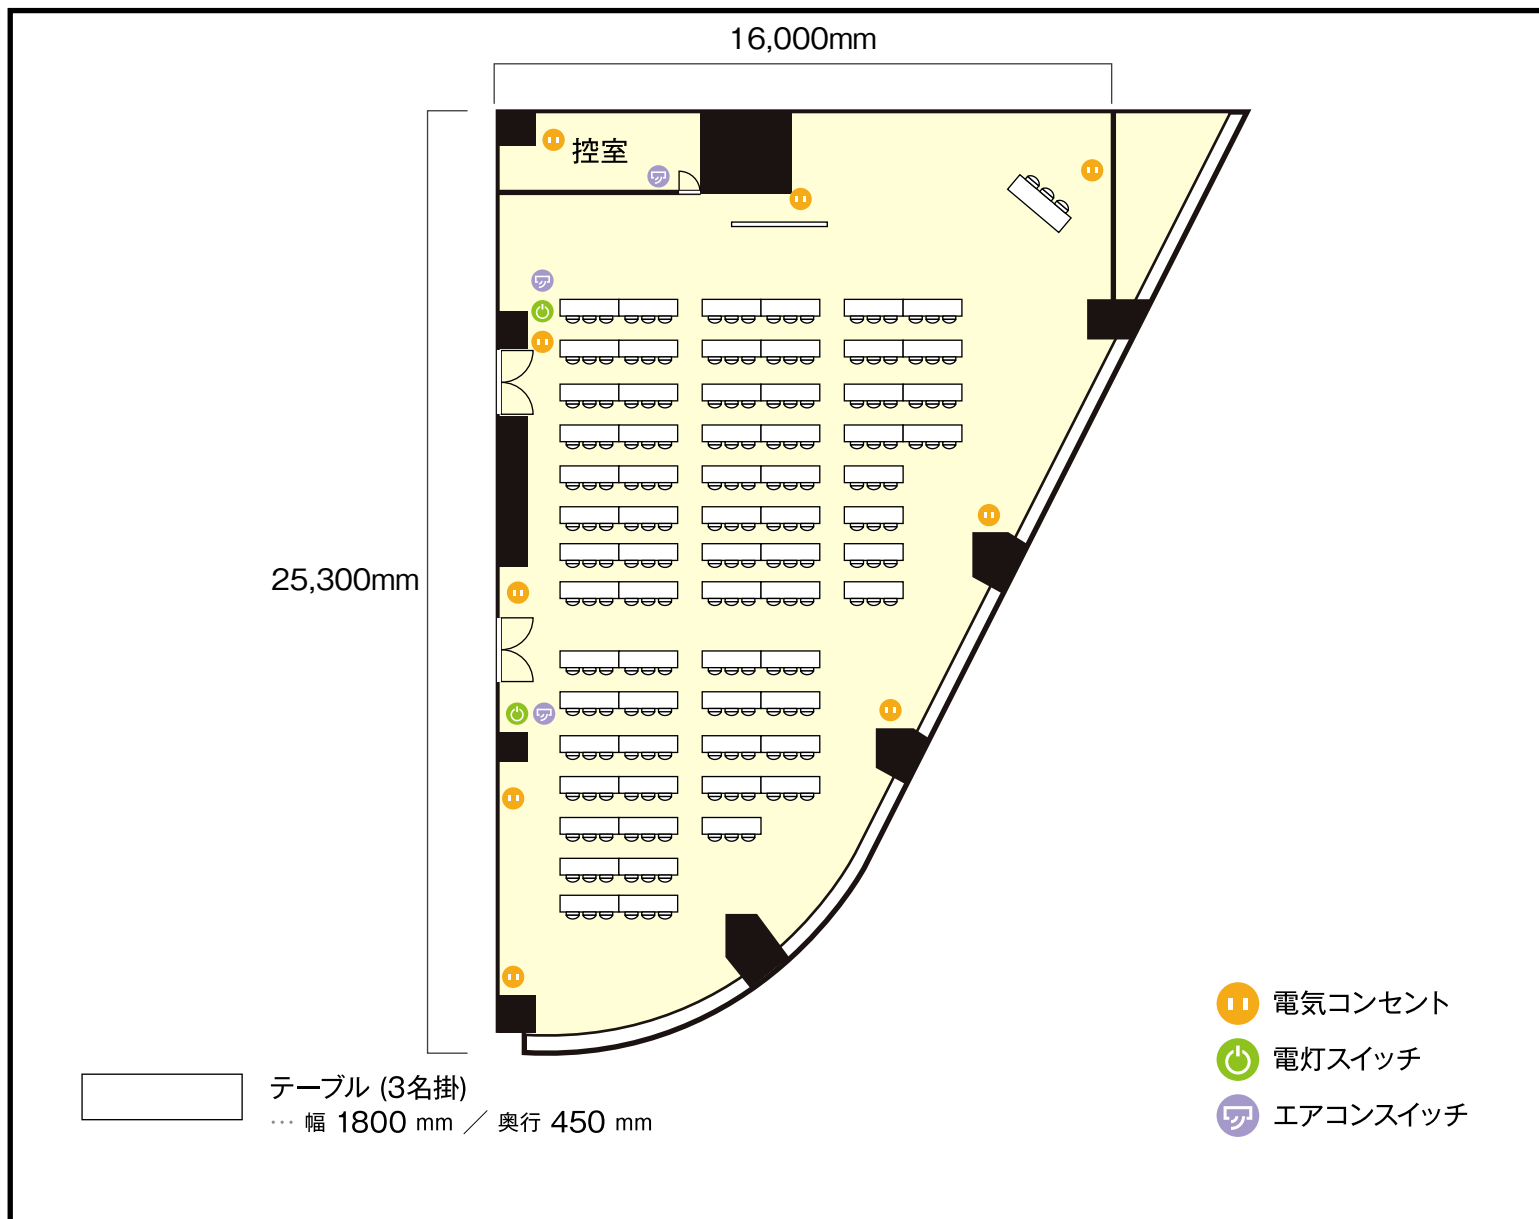 16,000mm
控室
25,300mm
電気コンセント
電灯スイッチ
エアコンスイッチ
テーブル (3名掛)
… 幅 1800 mm ／ 奥行 450 mm